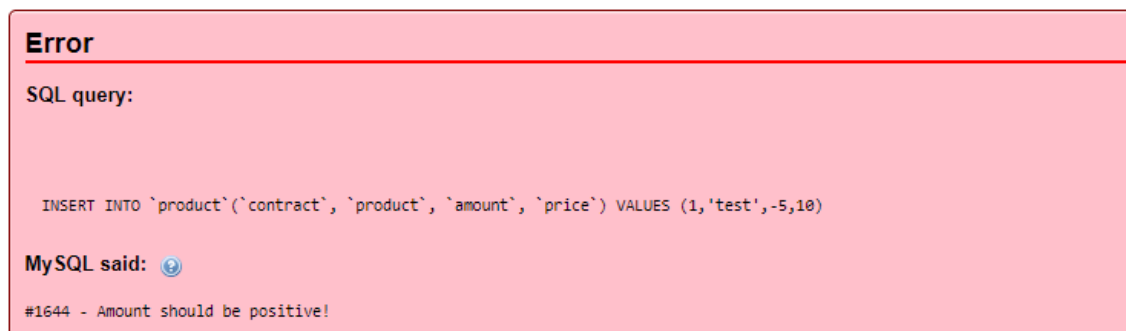 Error
SQL query:
INSERT INTO `product`(`contract`, `product`, `amount`, `price`) VALUES (1,'test',-5,10)
MySQL said:
#1644 - Amount should be positive!